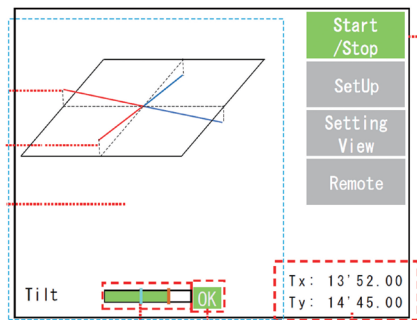 Start
/Stop
SetUp
Setting
View
Remote
Tilt
OK
Tx: 13'52.00
Ty: 14'45.00